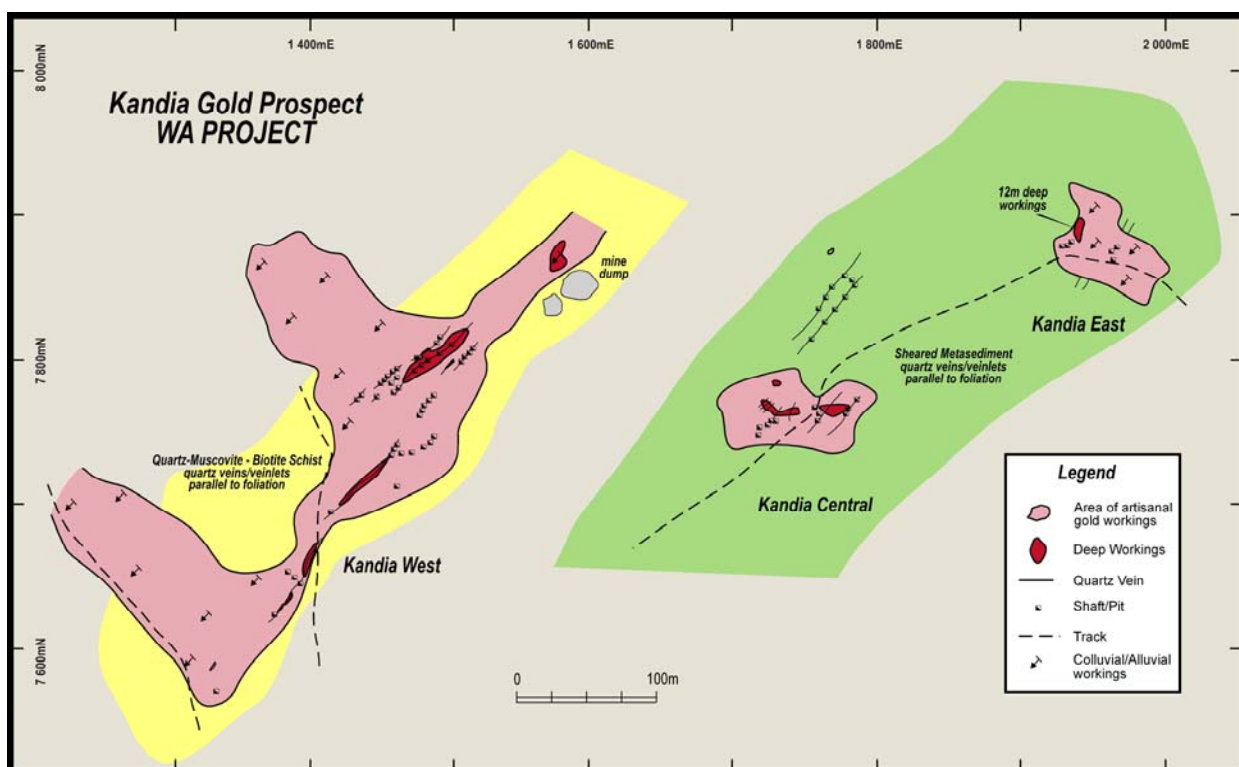 1 400mE
1 600mE
1 800mE
2 000mE
8 000mN
7 800mN
7 600mN
Kandia Gold Prospect
WA PROJECT
12m deep
workings
mine
dump
Kandia East
Sheared Metasediment
quartz veins/veinlets
parallel to foliation
Quartz-Muscovite - Biotite Schist
quartz veins/veinlets
parallel to foliation
Kandia Central
Kandia West
0
100m
Legend
Area of artisanal
gold workings
Deep Workings
Quartz Vein
Shaft/Pit
Track
Colluvial/Alluvial
workings